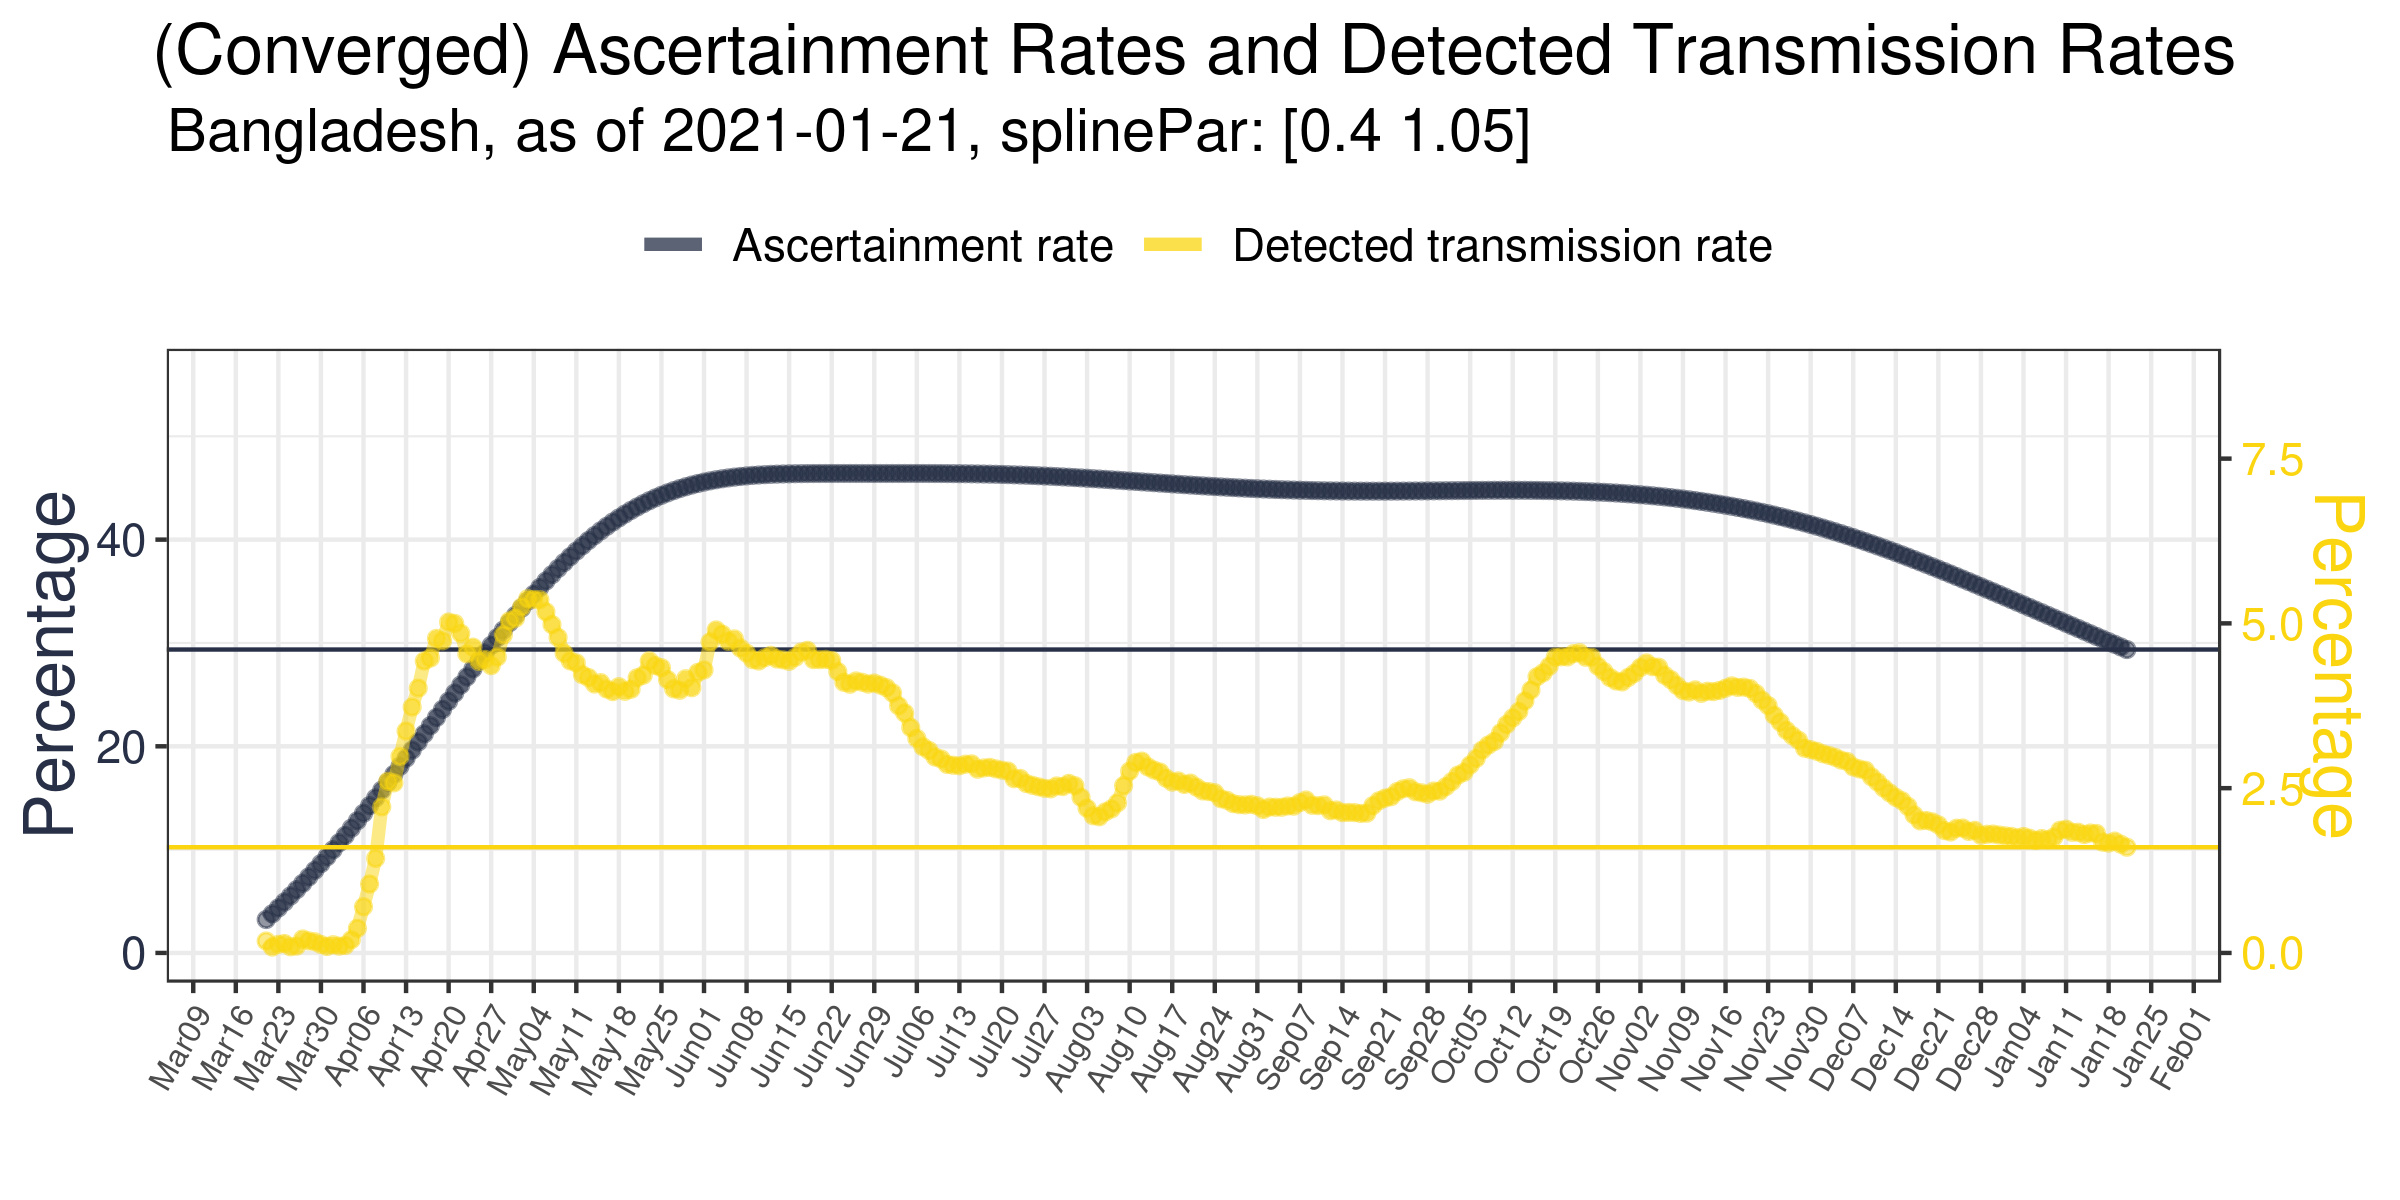 (Converged) Ascertainment Rates and Detected Transmission Rates
Bangladesh, as of 2021-01-21, splinePar: [0.4 1.05]
Ascertainment rate
Detected transmission rate
Percentage
40
20
0
7.5
5.0
2.5
0.0
Percentage
Mar09
Mar16
Mar23
Mar30
Apr06
Apr13
Apr20
Apr27
May04
May11
May18
May25
Jun01
Jun08
Jun15
Jun22
Jun29
Jul06
Jul13
Jul20
Jul27
Aug03
Aug10
Aug17
Aug24
Aug31
Sep07
Sep14
Sep21
Sep28
Oct05
Oct12
Oct19
Oct26
Nov02
Nov09
Nov16
Nov23
Nov30
Dec07
Dec14
Dec21
Dec28
Jan04
Jan11
Jan18
Jan25
Feb01